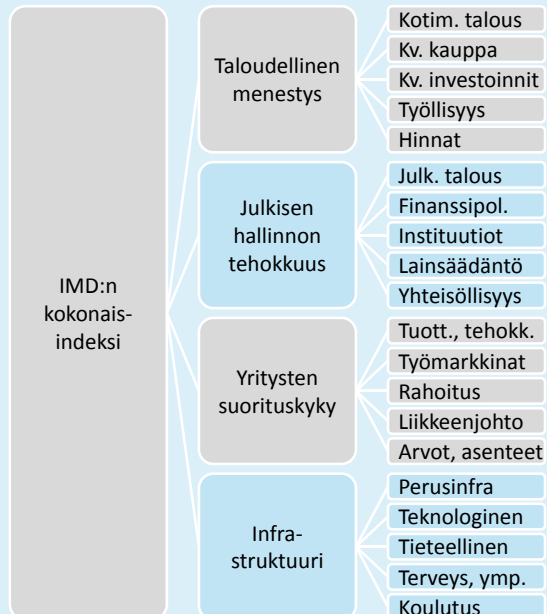 IMD:n
kokonais-
indeksi
Taloudellinen
menestys
Kotim. talous
Kv. kauppa
Kv. investoinnit
Työllisyys
Hinnat
Julkisen
hallinnon
tehokkuus
Julk. talous
Finanssipol.
Instituutiot
Lainsäädäntö
Yhteisöllisyys
Yritysten
suorituskyky
Tuott., tehokk.
Työmarkkinat
Rahoitus
Liikkeenjohto
Arvot, asenteet
Infra-
struktuuri
Perusinfra
Teknologinen
Tieteellinen
Terveys, ymp.
Koulutus